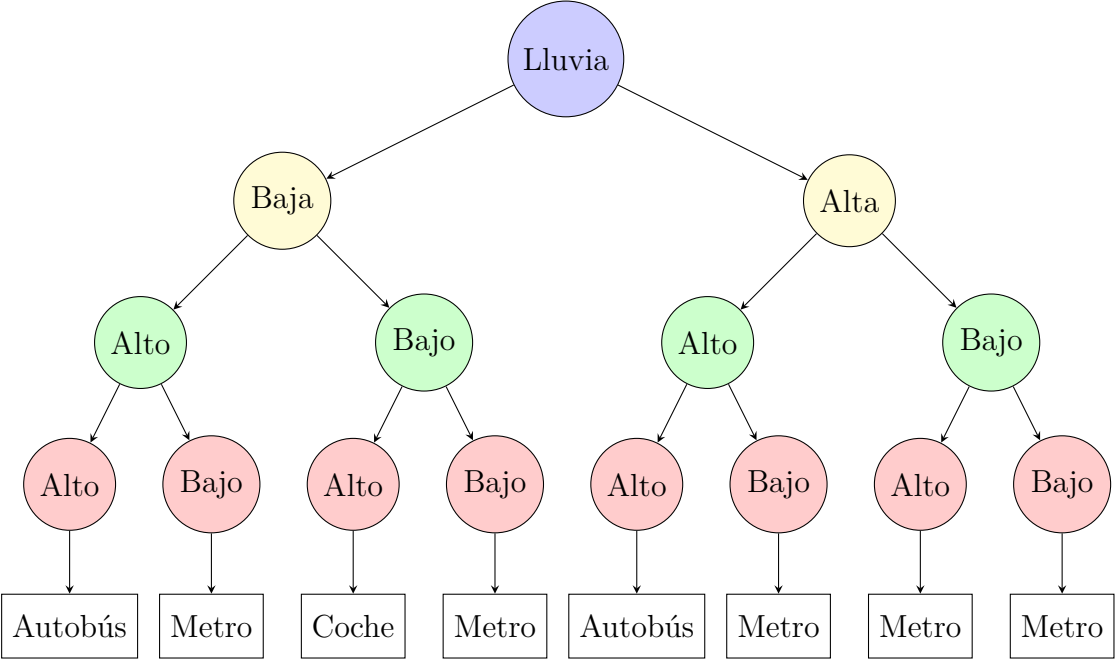 Lluvia
Baja Alta
Alto Bajo Alto Bajo
Alto Bajo Alto Bajo Alto Bajo Alto Bajo
Autobús Metro Coche Metro Autobús Metro Metro Metro